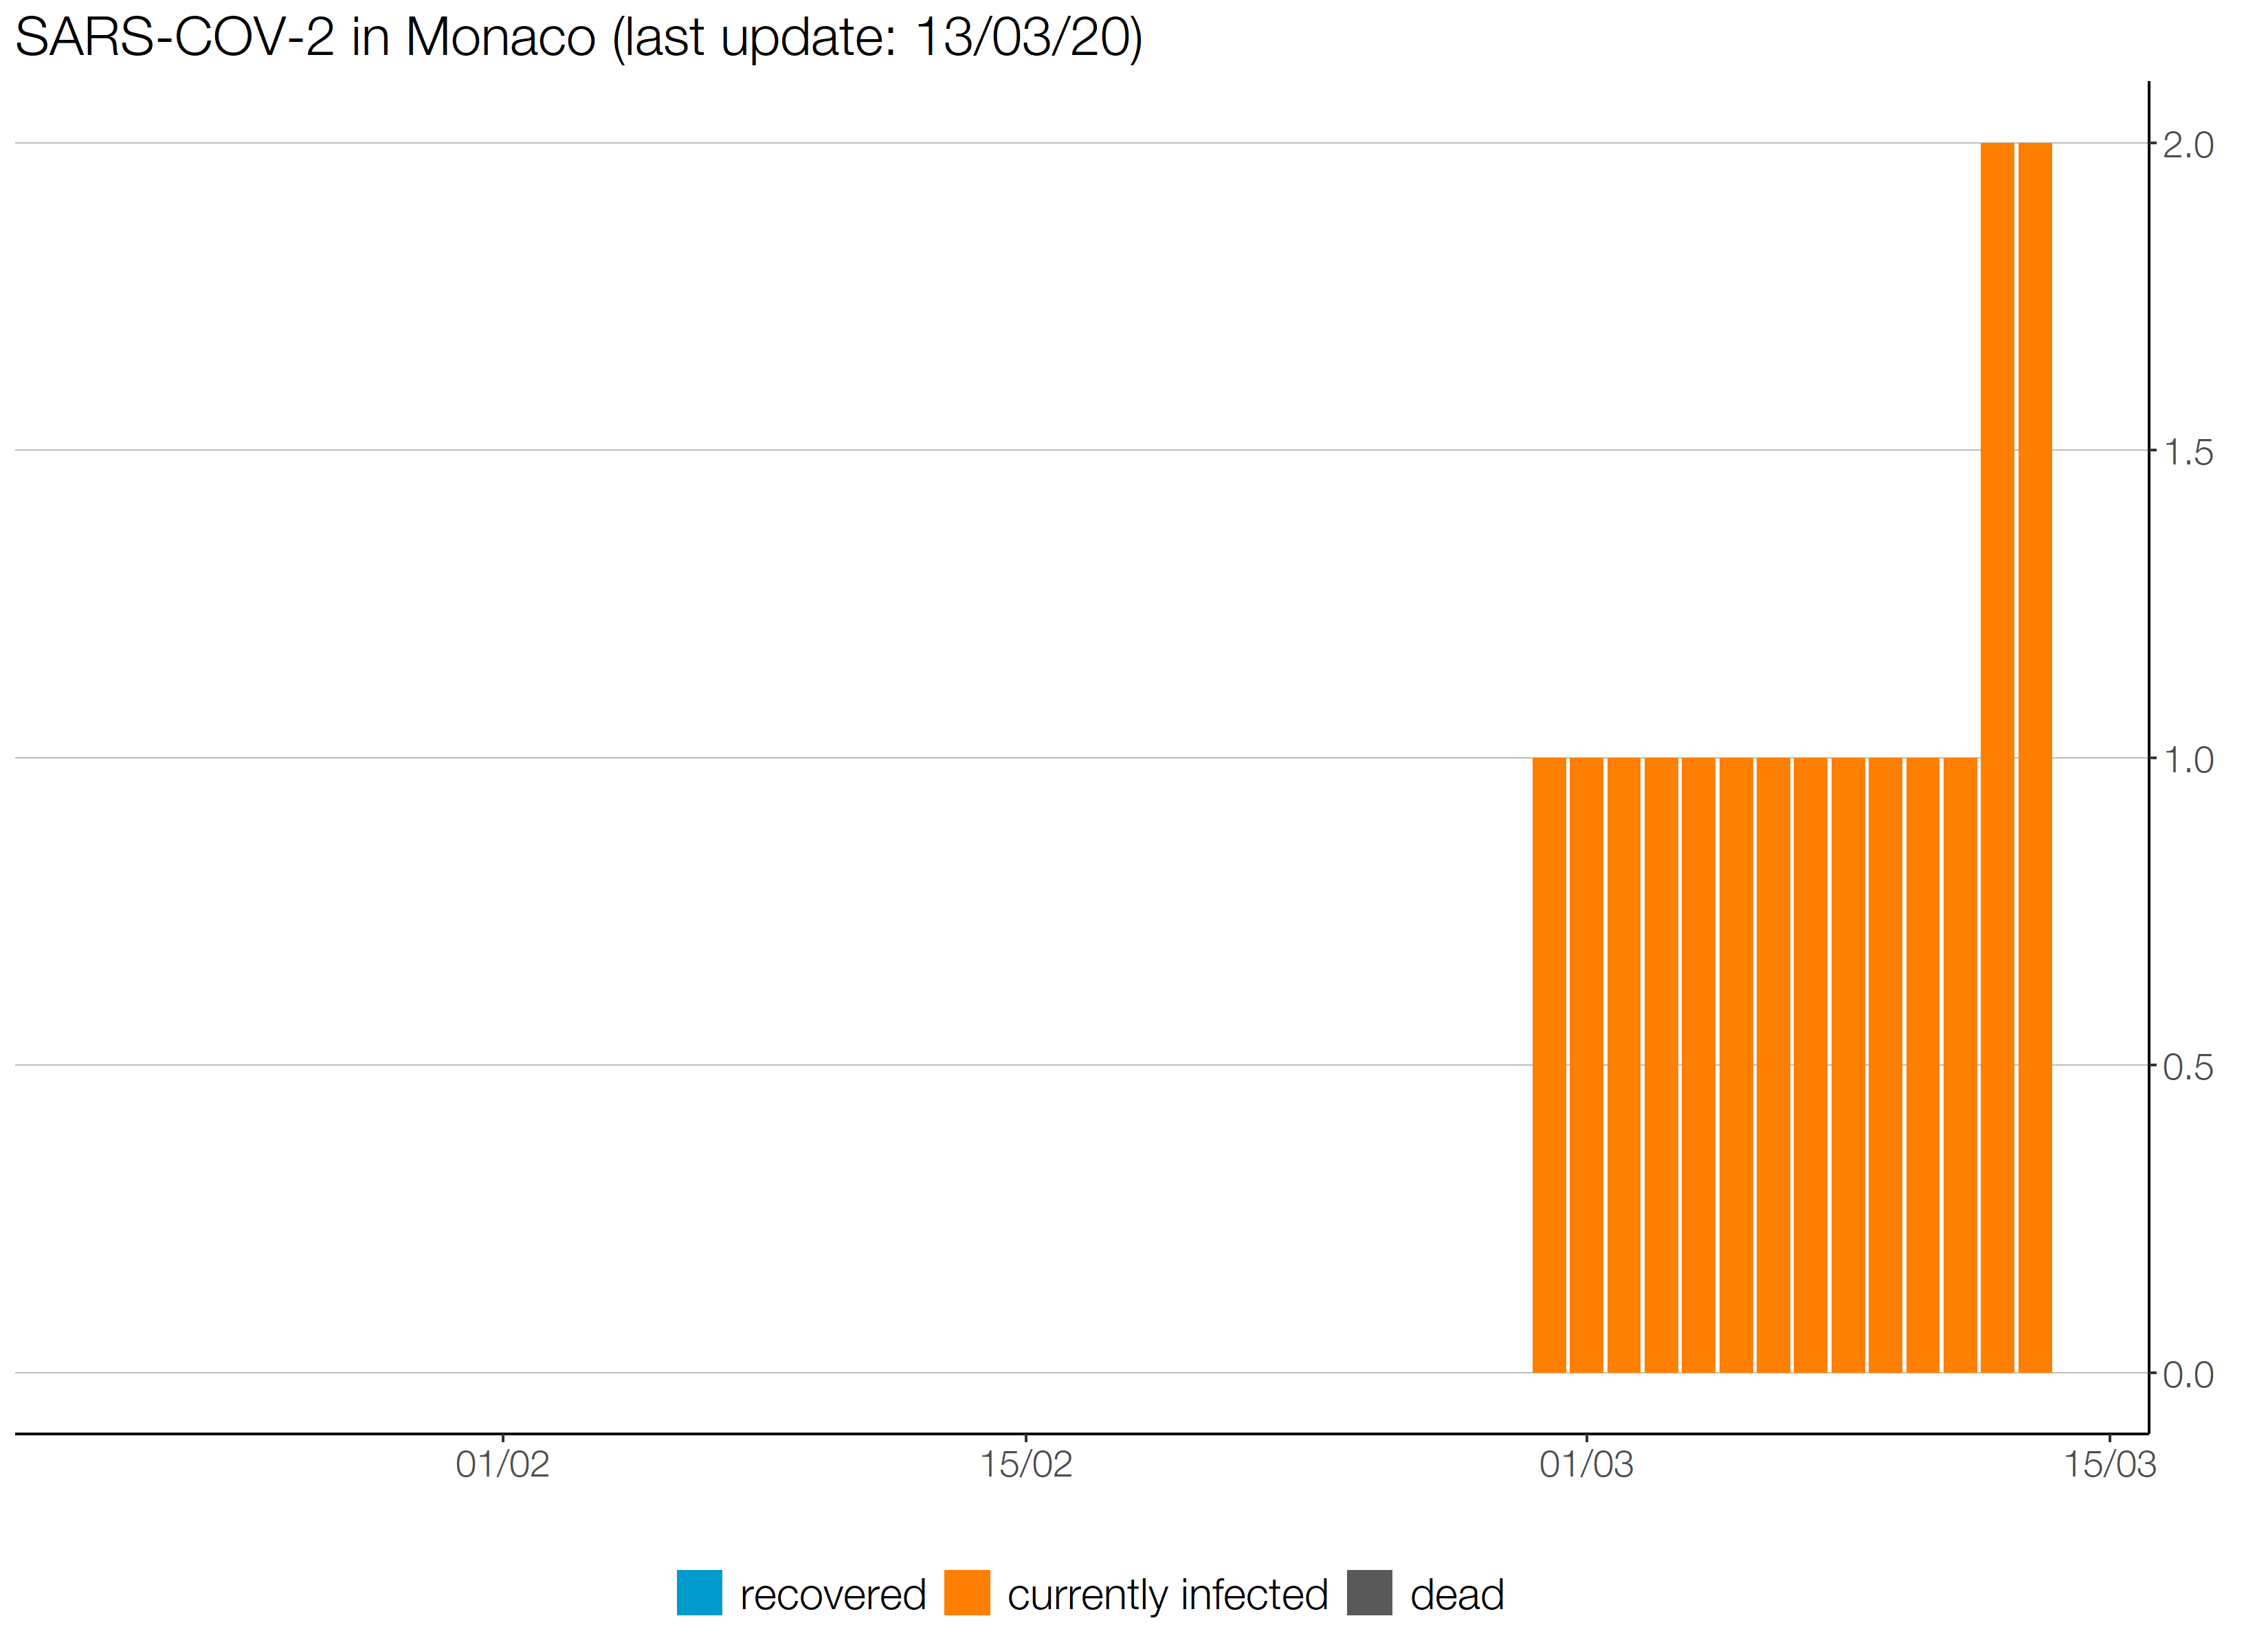 SARS-COV-2 in Monaco (last update: 13/03/20)
2.0
1.5
1.0
0.5
0.0
01/02 15/02 01/03 15/03
recovered currently infected dead